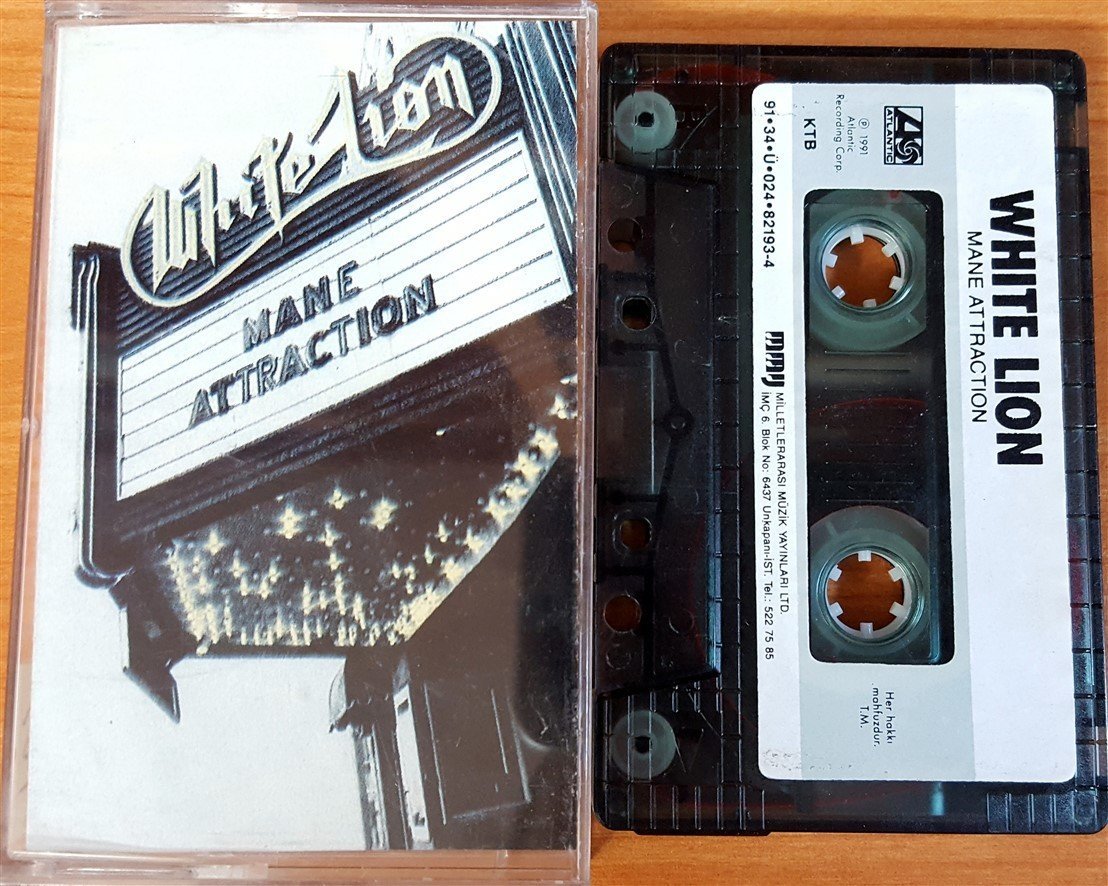 White Lion
MANE
ATTRACTION
WHITE LION
MANE ATTRACTION
ATLANTIC
℗ 1991
Atlantic
Recording Corp.
KTB
91•34•Ü•024•82193-4
MİLLETLERARASI MÜZİK YAYINLARI LTD.
İMÇ 6. Blok No: 6437 Unkapanı-İST. Tel.: 522 75 85
Her hakkı
mahfuzdur.
T.M.